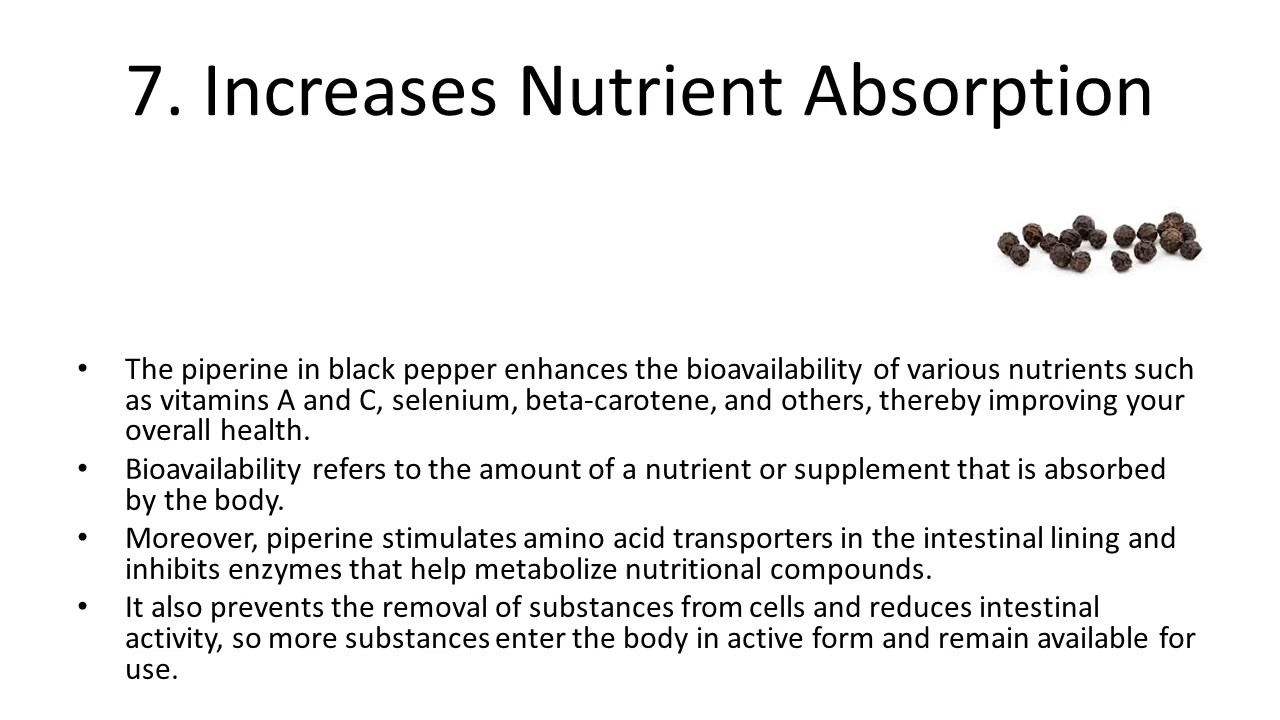 7. Increases Nutrient Absorption
• The piperine in black pepper enhances the bioavailability of various nutrients such
as vitamins A and C, selenium, beta-carotene, and others, thereby improving your
overall health.
• Bioavailability refers to the amount of a nutrient or supplement that is absorbed
by the body.
• Moreover, piperine stimulates amino acid transporters in the intestinal lining and
inhibits enzymes that help metabolize nutritional compounds.
• It also prevents the removal of substances from cells and reduces intestinal
activity, so more substances enter the body in active form and remain available for
use.